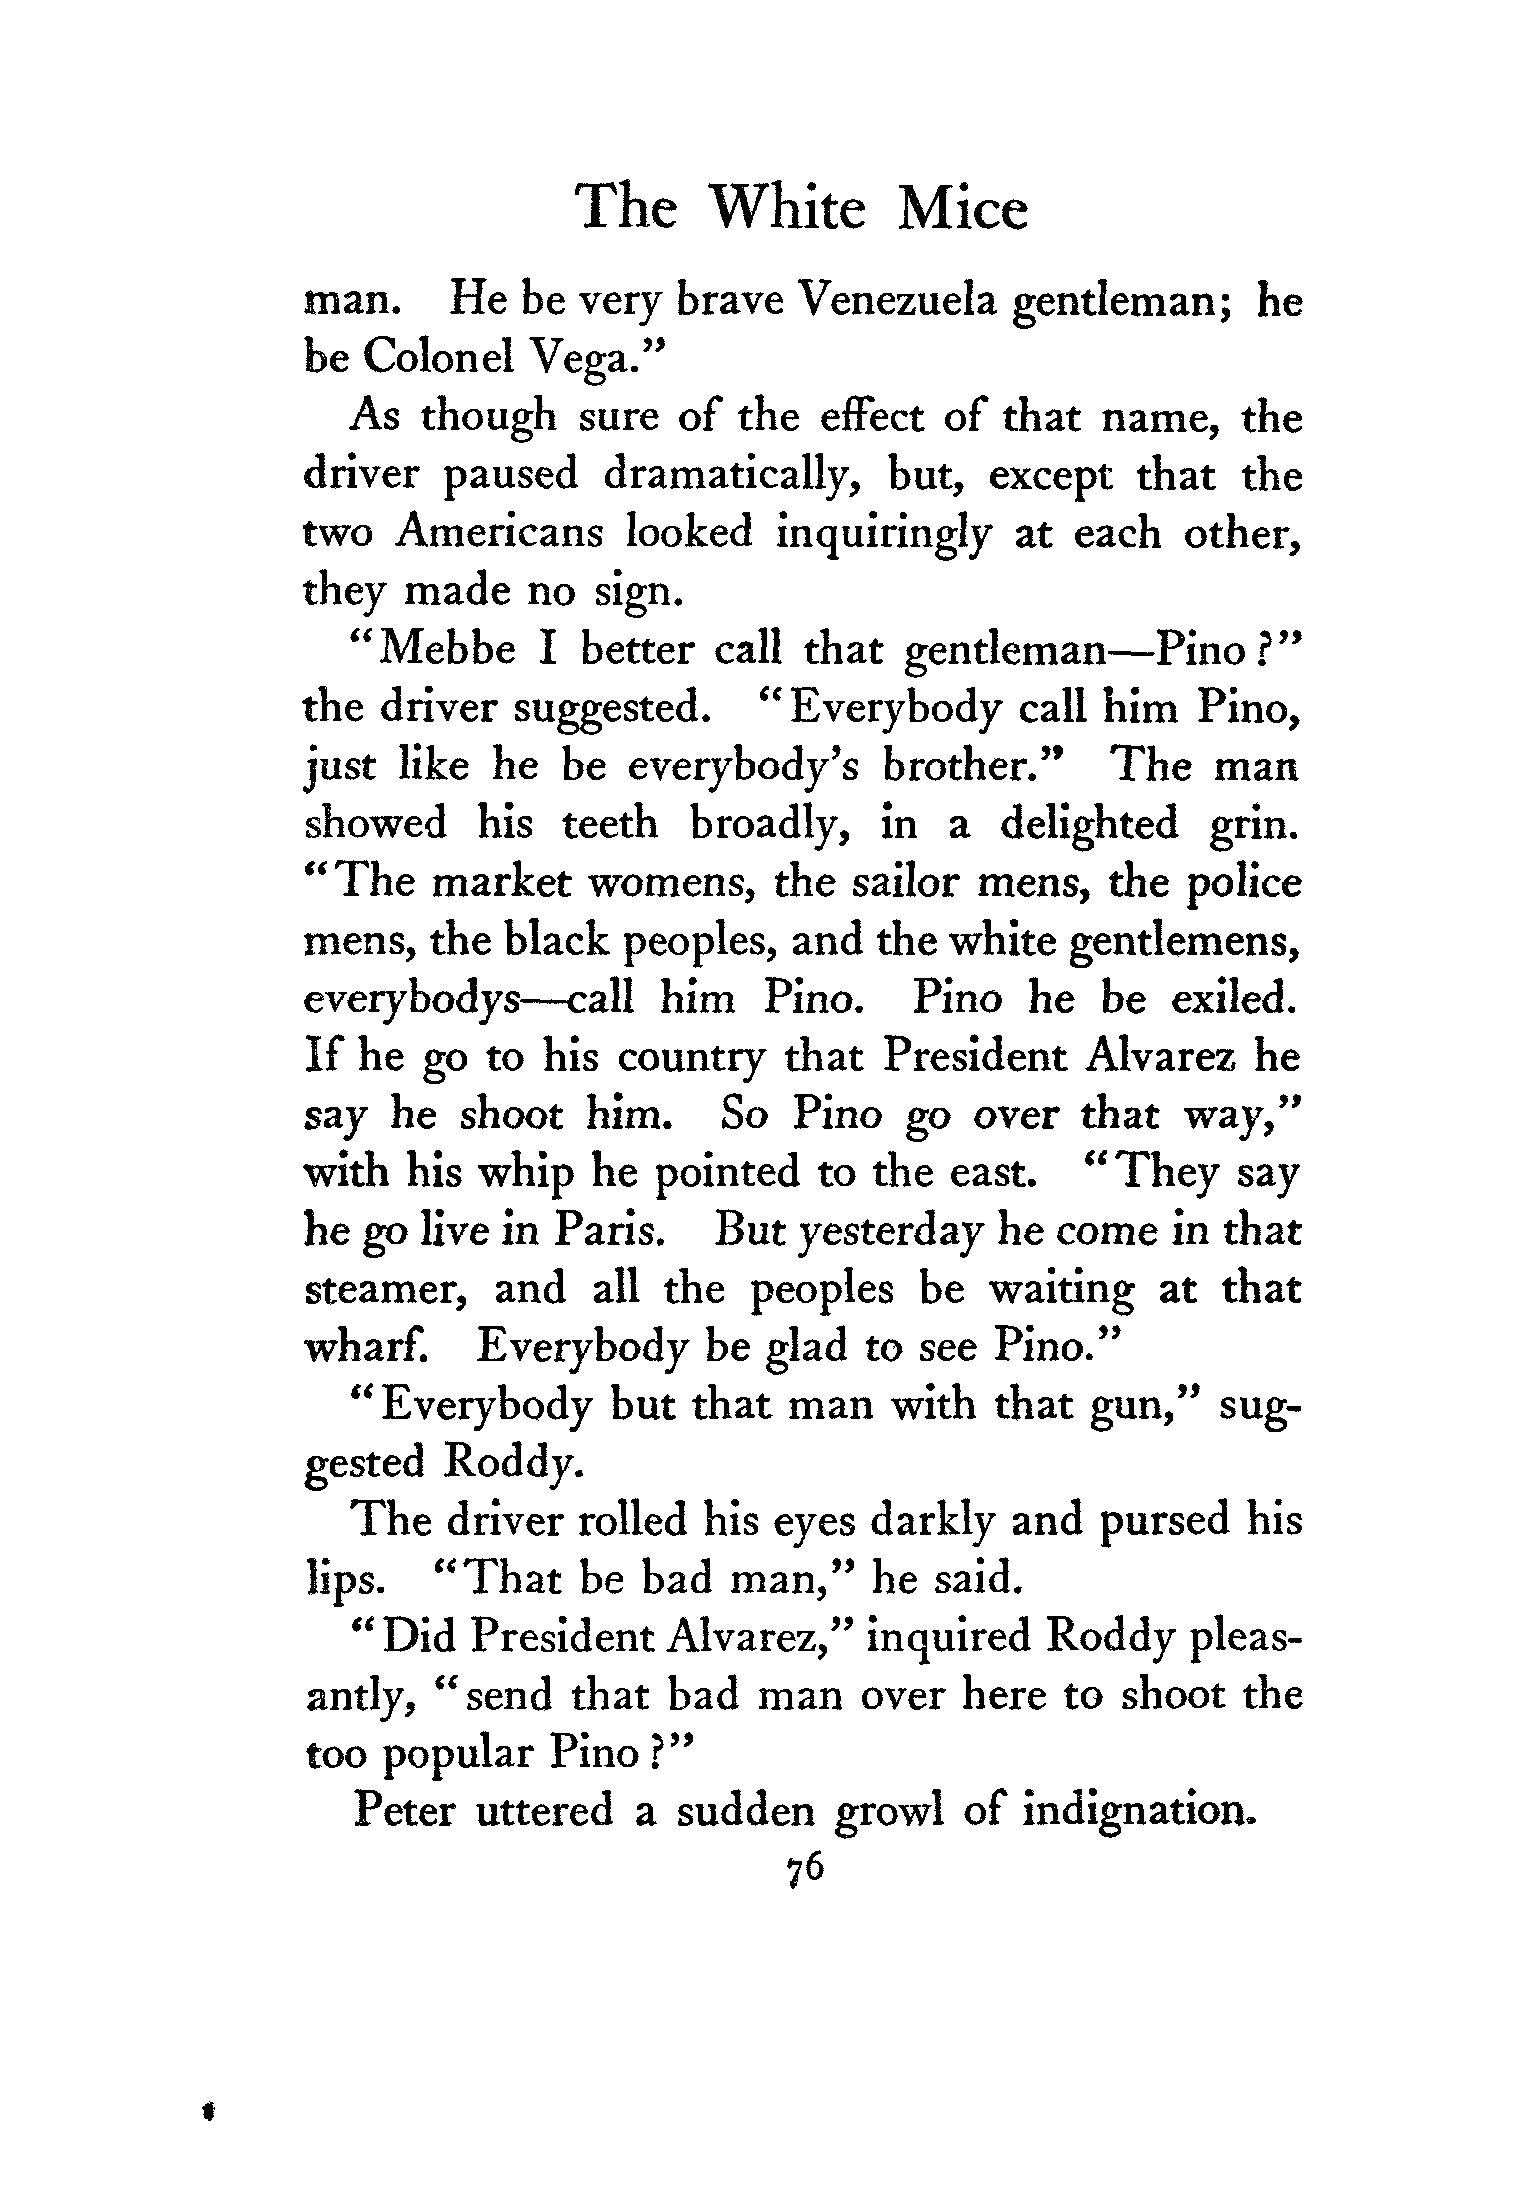 The White Mice
man. He be very brave Venezuela gentleman; he
be Colonel Vega.”
As though sure of the effect of that name, the
driver paused dramatically, but, except that the
two Americans looked inquiringly at each other,
they made no sign.
“Mebbe I better call that gentleman—Pino?”
the driver suggested. “Everybody call him Pino,
just like he be everybody’s brother.” The man
showed his teeth broadly, in a delighted grin.
“The market womens, the sailor mens, the police
mens, the black peoples, and the white gentlemens,
everybodys—call him Pino. Pino he be exiled.
If he go to his country that President Alvarez he
say he shoot him. So Pino go over that way,”
with his whip he pointed to the east. “They say
he go live in Paris. But yesterday he come in that
steamer, and all the peoples be waiting at that
wharf. Everybody be glad to see Pino.”
“Everybody but that man with that gun,” sug-
gested Roddy.
The driver rolled his eyes darkly and pursed his
lips. “That be bad man,” he said.
“Did President Alvarez,” inquired Roddy pleas-
antly, “send that bad man over here to shoot the
too popular Pino?”
Peter uttered a sudden growl of indignation.
76